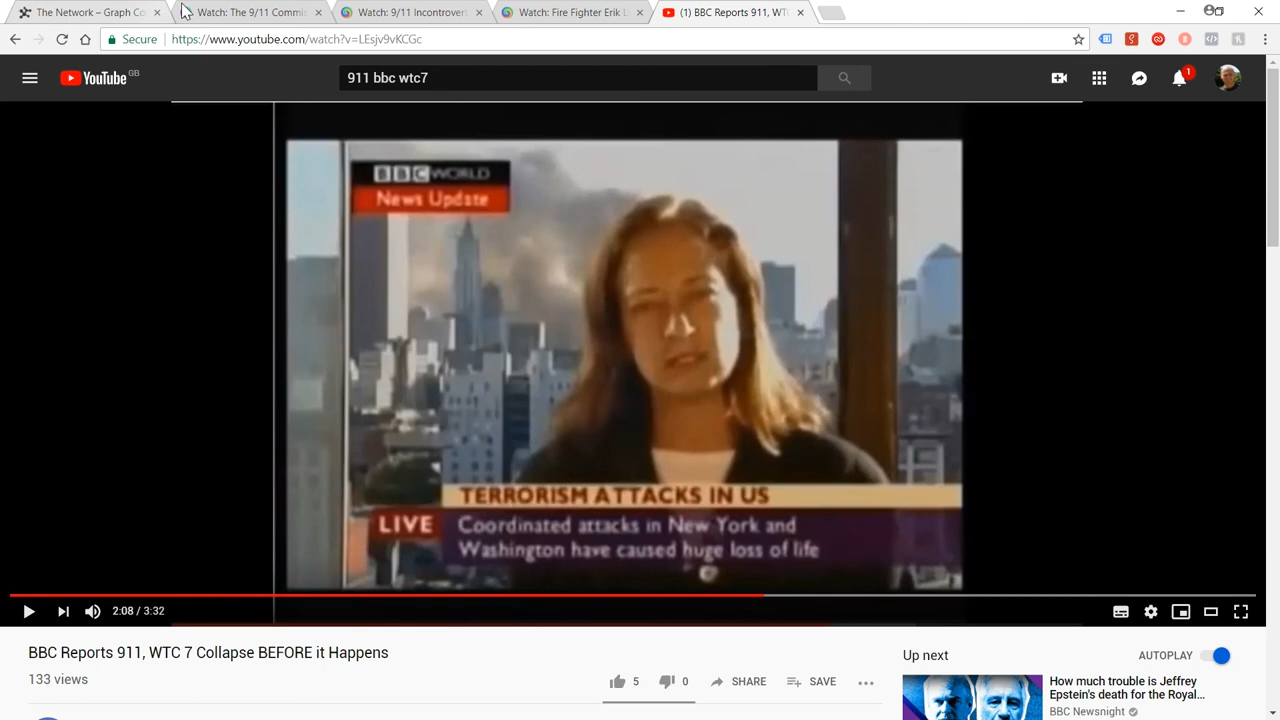 The Network – Graph Co
Watch: The 9/11 Commis
Watch: 9/11 Incontrovert
Watch: Fire Fighter Erik L
(1) BBC Reports 911, WT
Secure
https://www.youtube.com/watch?v=LEsjv9vKCGc
YouTube GB
911 bbc wtc7
1
BBC WORLD
News Update
TERRORISM ATTACKS IN US
LIVE
Coordinated attacks in New York and
Washington have caused huge loss of life
2:08 / 3:32
BBC Reports 911, WTC 7 Collapse BEFORE it Happens
133 views
5
0
SHARE
SAVE
Up next
AUTOPLAY
How much trouble is Jeffrey
Epstein's death for the Royal...
BBC Newsnight